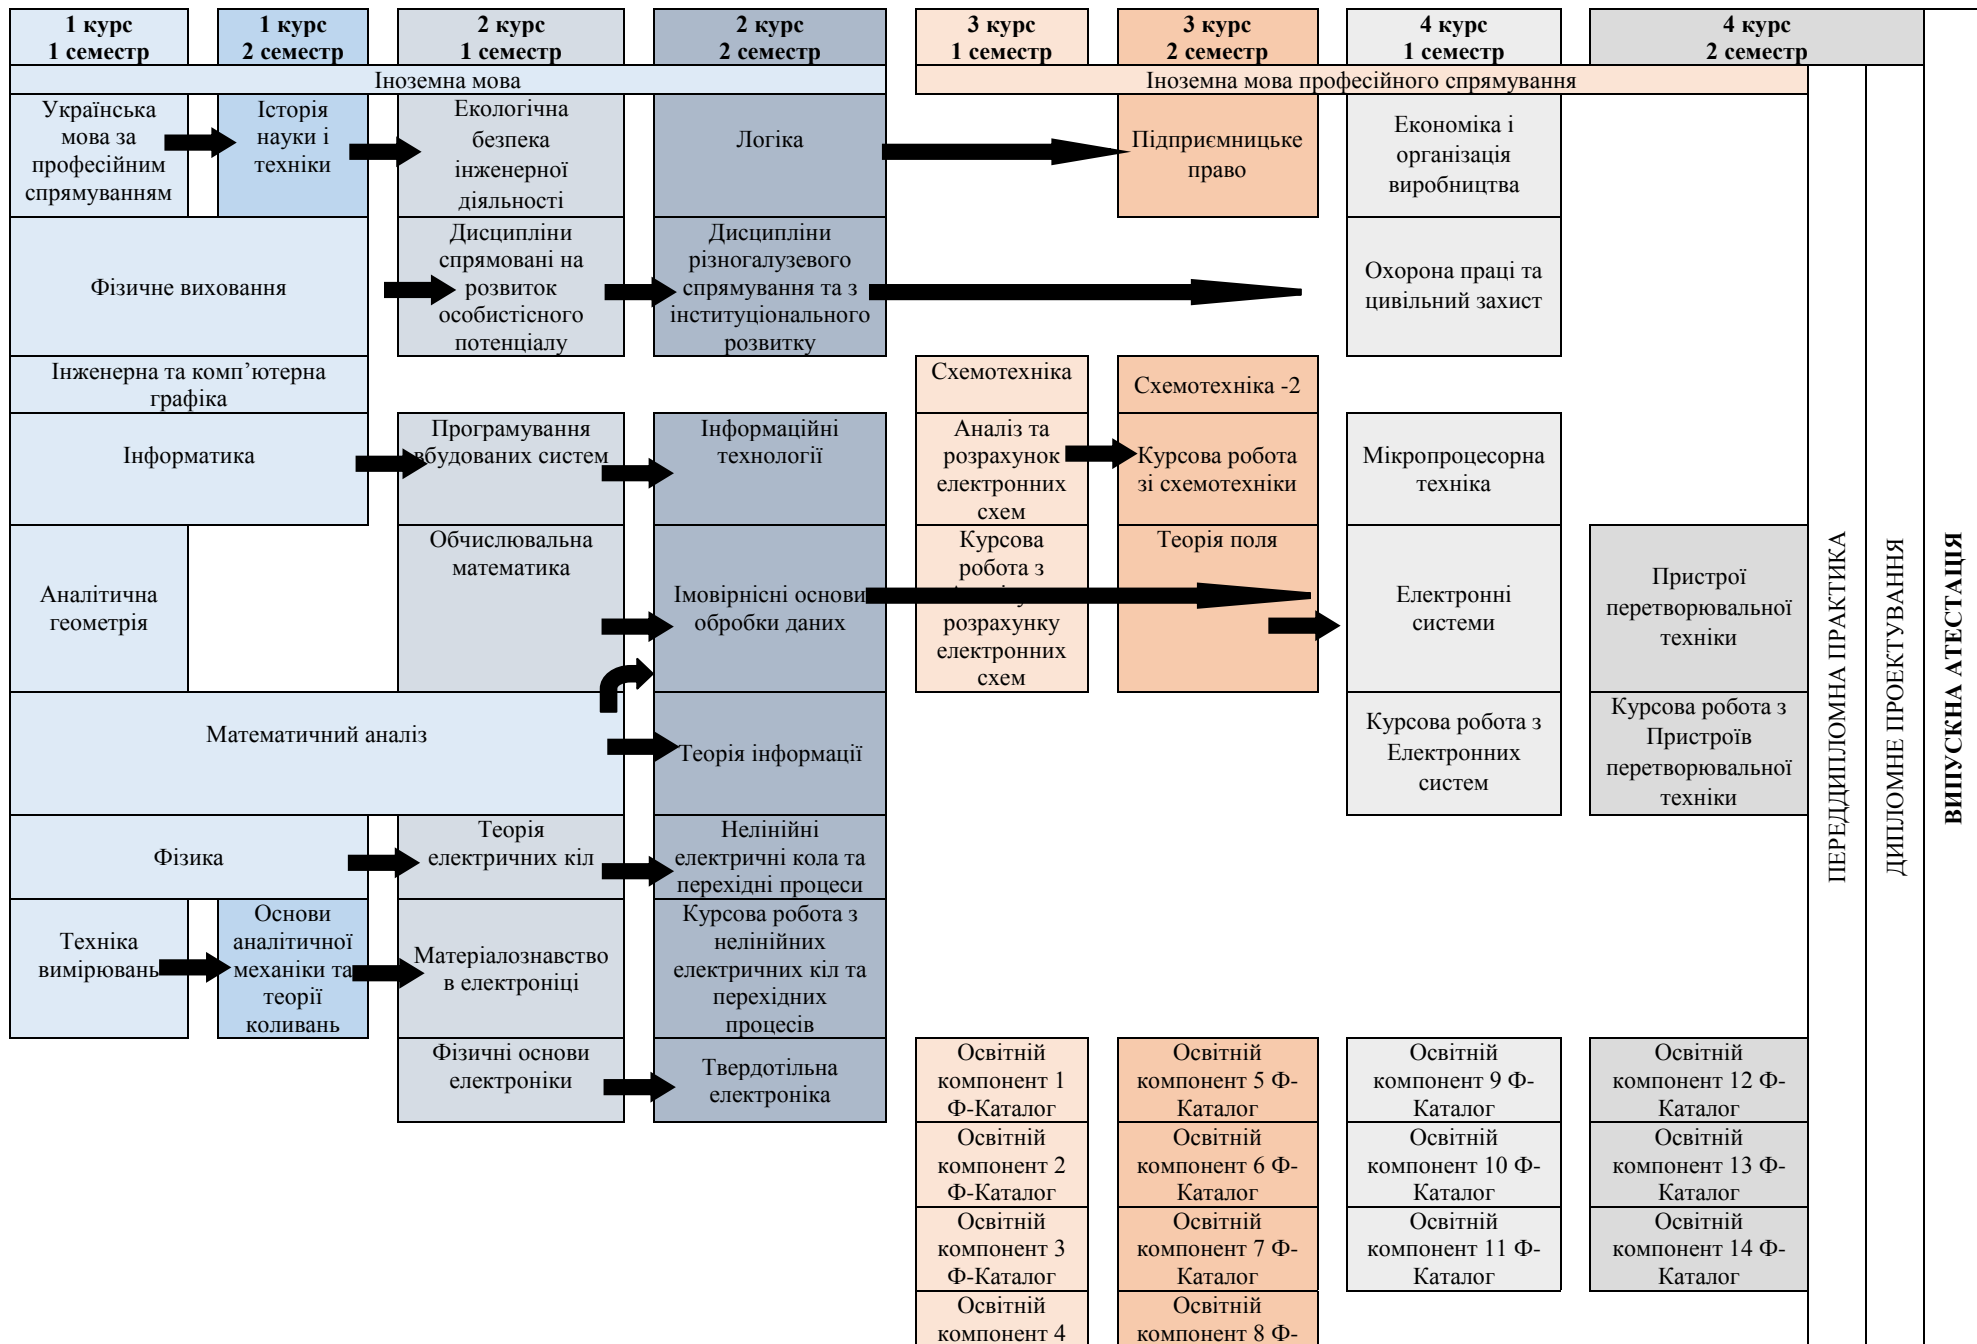 1 курс
1 семестр
1 курс
2 семестр
2 курс
1 семестр
2 курс
2 семестр
3 курс
1 семестр
3 курс
2 семестр
4 курс
1 семестр
4 курс
2 семестр
Іноземна мова
Іноземна мова професійного спрямування
Українська
мова за
професійним
спрямуванням
Історія
науки і
техніки
Екологічна
безпека
інженерної
діяльності
Логіка
Підприємницьке
право
Економіка і
організація
виробництва
Фізичне виховання
Дисципліни
спрямовані на
розвиток
особистісного
потенціалу
Дисципліни
різногалузевого
спрямування та з
інституціонального
розвитку
Охорона праці та
цивільний захист
Інженерна та комп’ютерна
графіка
Схемотехніка
Схемотехніка -2
Інформатика
Програмування
вбудованих систем
Інформаційні
технології
Аналіз та
розрахунок
електронних
схем
Курсова робота
зі схемотехніки
Мікропроцесорна
техніка
Аналітична
геометрія
Обчислювальна
математика
Імовірнісні основи
обробки даних
Курсова
робота з
розрахунку
електронних
схем
Теорія поля
Електронні
системи
Пристрої
перетворювальної
техніки
Математичний аналіз
Теорія інформації
Курсова робота з
Електронних
систем
Курсова робота з
Пристроїв
перетворювальної
техніки
Фізика
Теорія
електричних кіл
Нелінійні
електричні кола та
перехідні процеси
Техніка
вимірювань
Основи
аналітичної
механіки та
теорії
коливань
Матеріалознавство
в електроніці
Курсова робота з
нелінійних
електричних кіл та
перехідних
процесів
Фізичні основи
електроніки
Твердотільна
електроніка
Освітній
компонент 1
Ф-Каталог
Освітній
компонент 5 Ф-
Каталог
Освітній
компонент 9 Ф-
Каталог
Освітній
компонент 12 Ф-
Каталог
Освітній
компонент 2
Ф-Каталог
Освітній
компонент 6 Ф-
Каталог
Освітній
компонент 10 Ф-
Каталог
Освітній
компонент 13 Ф-
Каталог
Освітній
компонент 3
Ф-Каталог
Освітній
компонент 7 Ф-
Каталог
Освітній
компонент 11 Ф-
Каталог
Освітній
компонент 14 Ф-
Каталог
Освітній
компонент 4
Освітній
компонент 8 Ф-
ПЕРЕДДИПЛОМНА ПРАКТИКА
ДИПЛОМНЕ ПРОЕКТУВАННЯ
ВИПУСКНА АТЕСТАЦІЯ